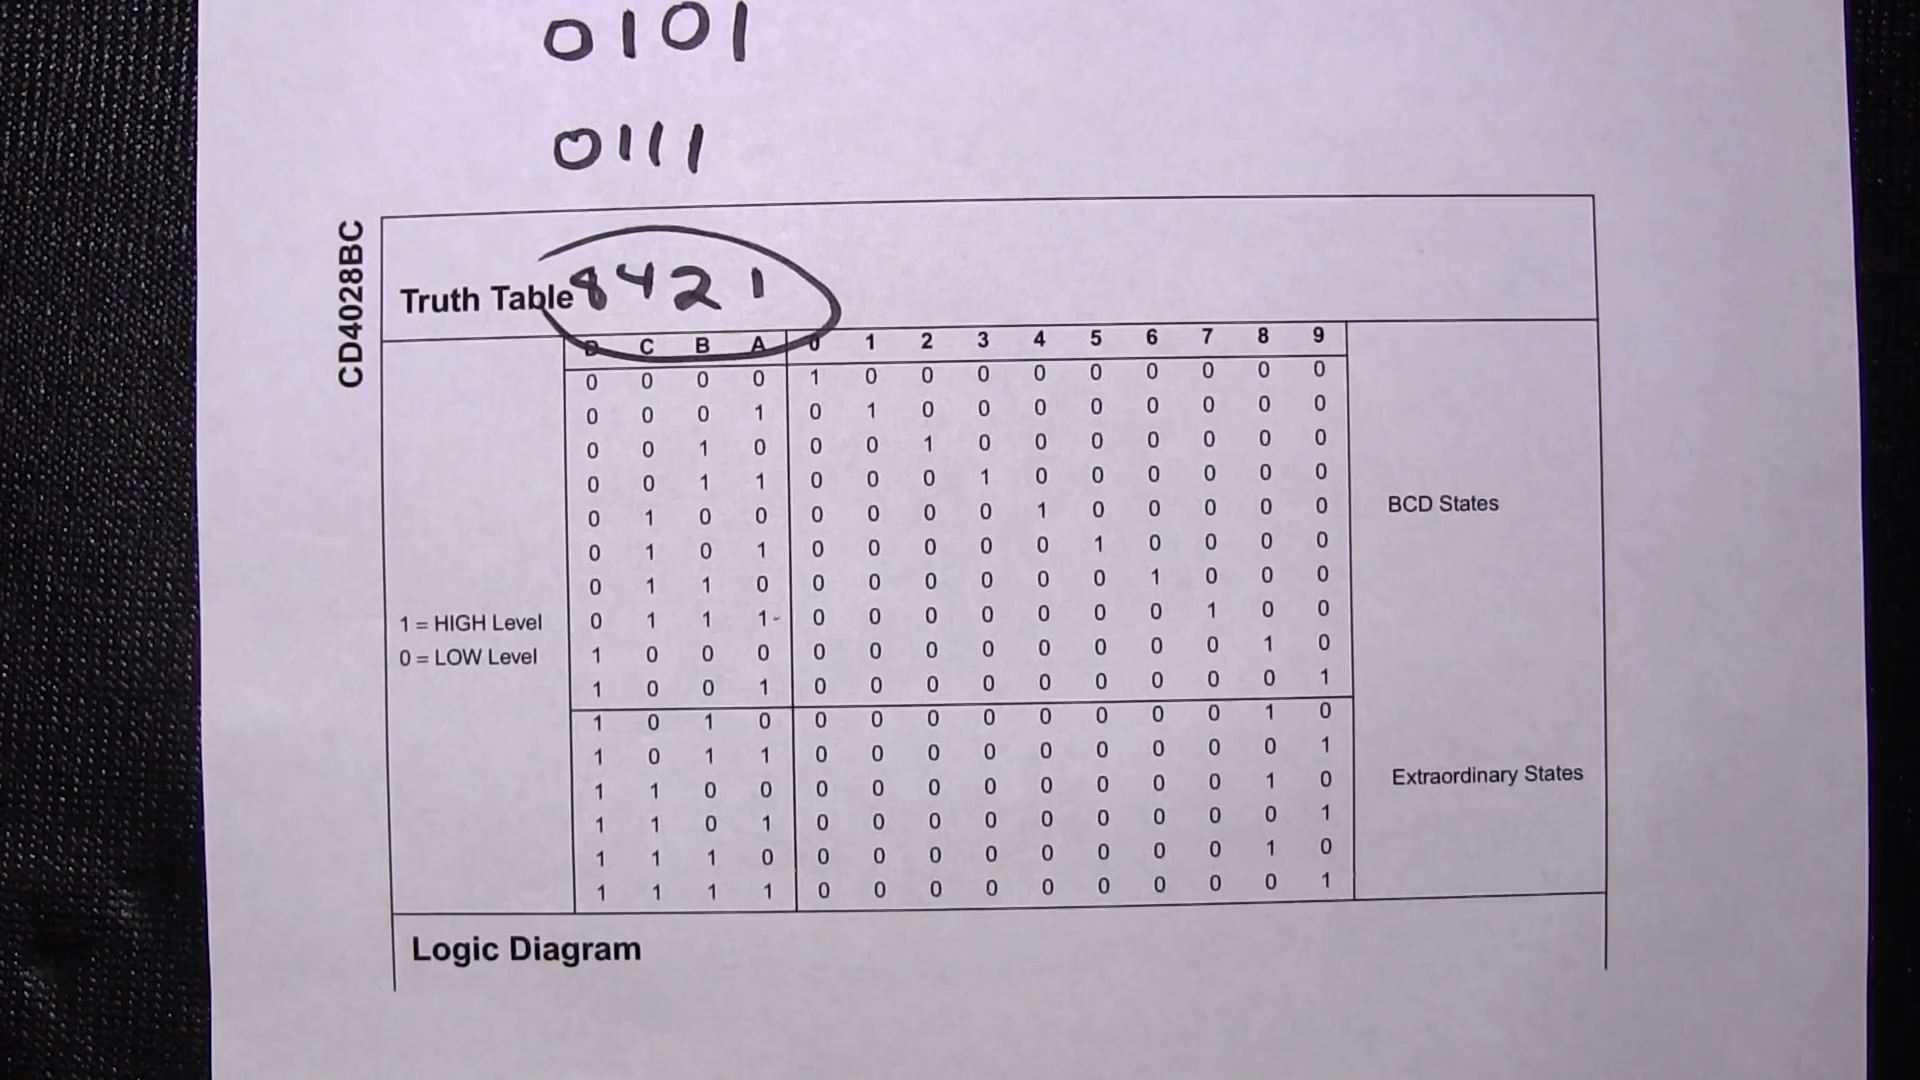 0101
0111
CD4028BC
Truth Table 8421
D C B A 0 1 2 3 4 5 6 7 8 9
0 0 0 0 1 0 0 0 0 0 0 0 0 0
0 0 0 1 0 1 0 0 0 0 0 0 0 0
0 0 1 0 0 0 1 0 0 0 0 0 0 0
0 0 1 1 0 0 0 1 0 0 0 0 0 0
0 1 0 0 0 0 0 0 1 0 0 0 0 0
BCD States
0 1 0 1 0 0 0 0 0 1 0 0 0 0
0 1 1 0 0 0 0 0 0 0 1 0 0 0
1 = HIGH Level
0 1 1 1 0 0 0 0 0 0 0 1 0 0
0 = LOW Level
1 0 0 0 0 0 0 0 0 0 0 0 1 0
1 0 0 1 0 0 0 0 0 0 0 0 0 1
1 0 1 0 0 0 0 0 0 0 0 0 1 0
1 0 1 1 0 0 0 0 0 0 0 0 0 1
1 1 0 0 0 0 0 0 0 0 0 0 1 0
Extraordinary States
1 1 0 1 0 0 0 0 0 0 0 0 0 1
1 1 1 0 0 0 0 0 0 0 0 0 1 0
1 1 1 1 0 0 0 0 0 0 0 0 0 1
Logic Diagram